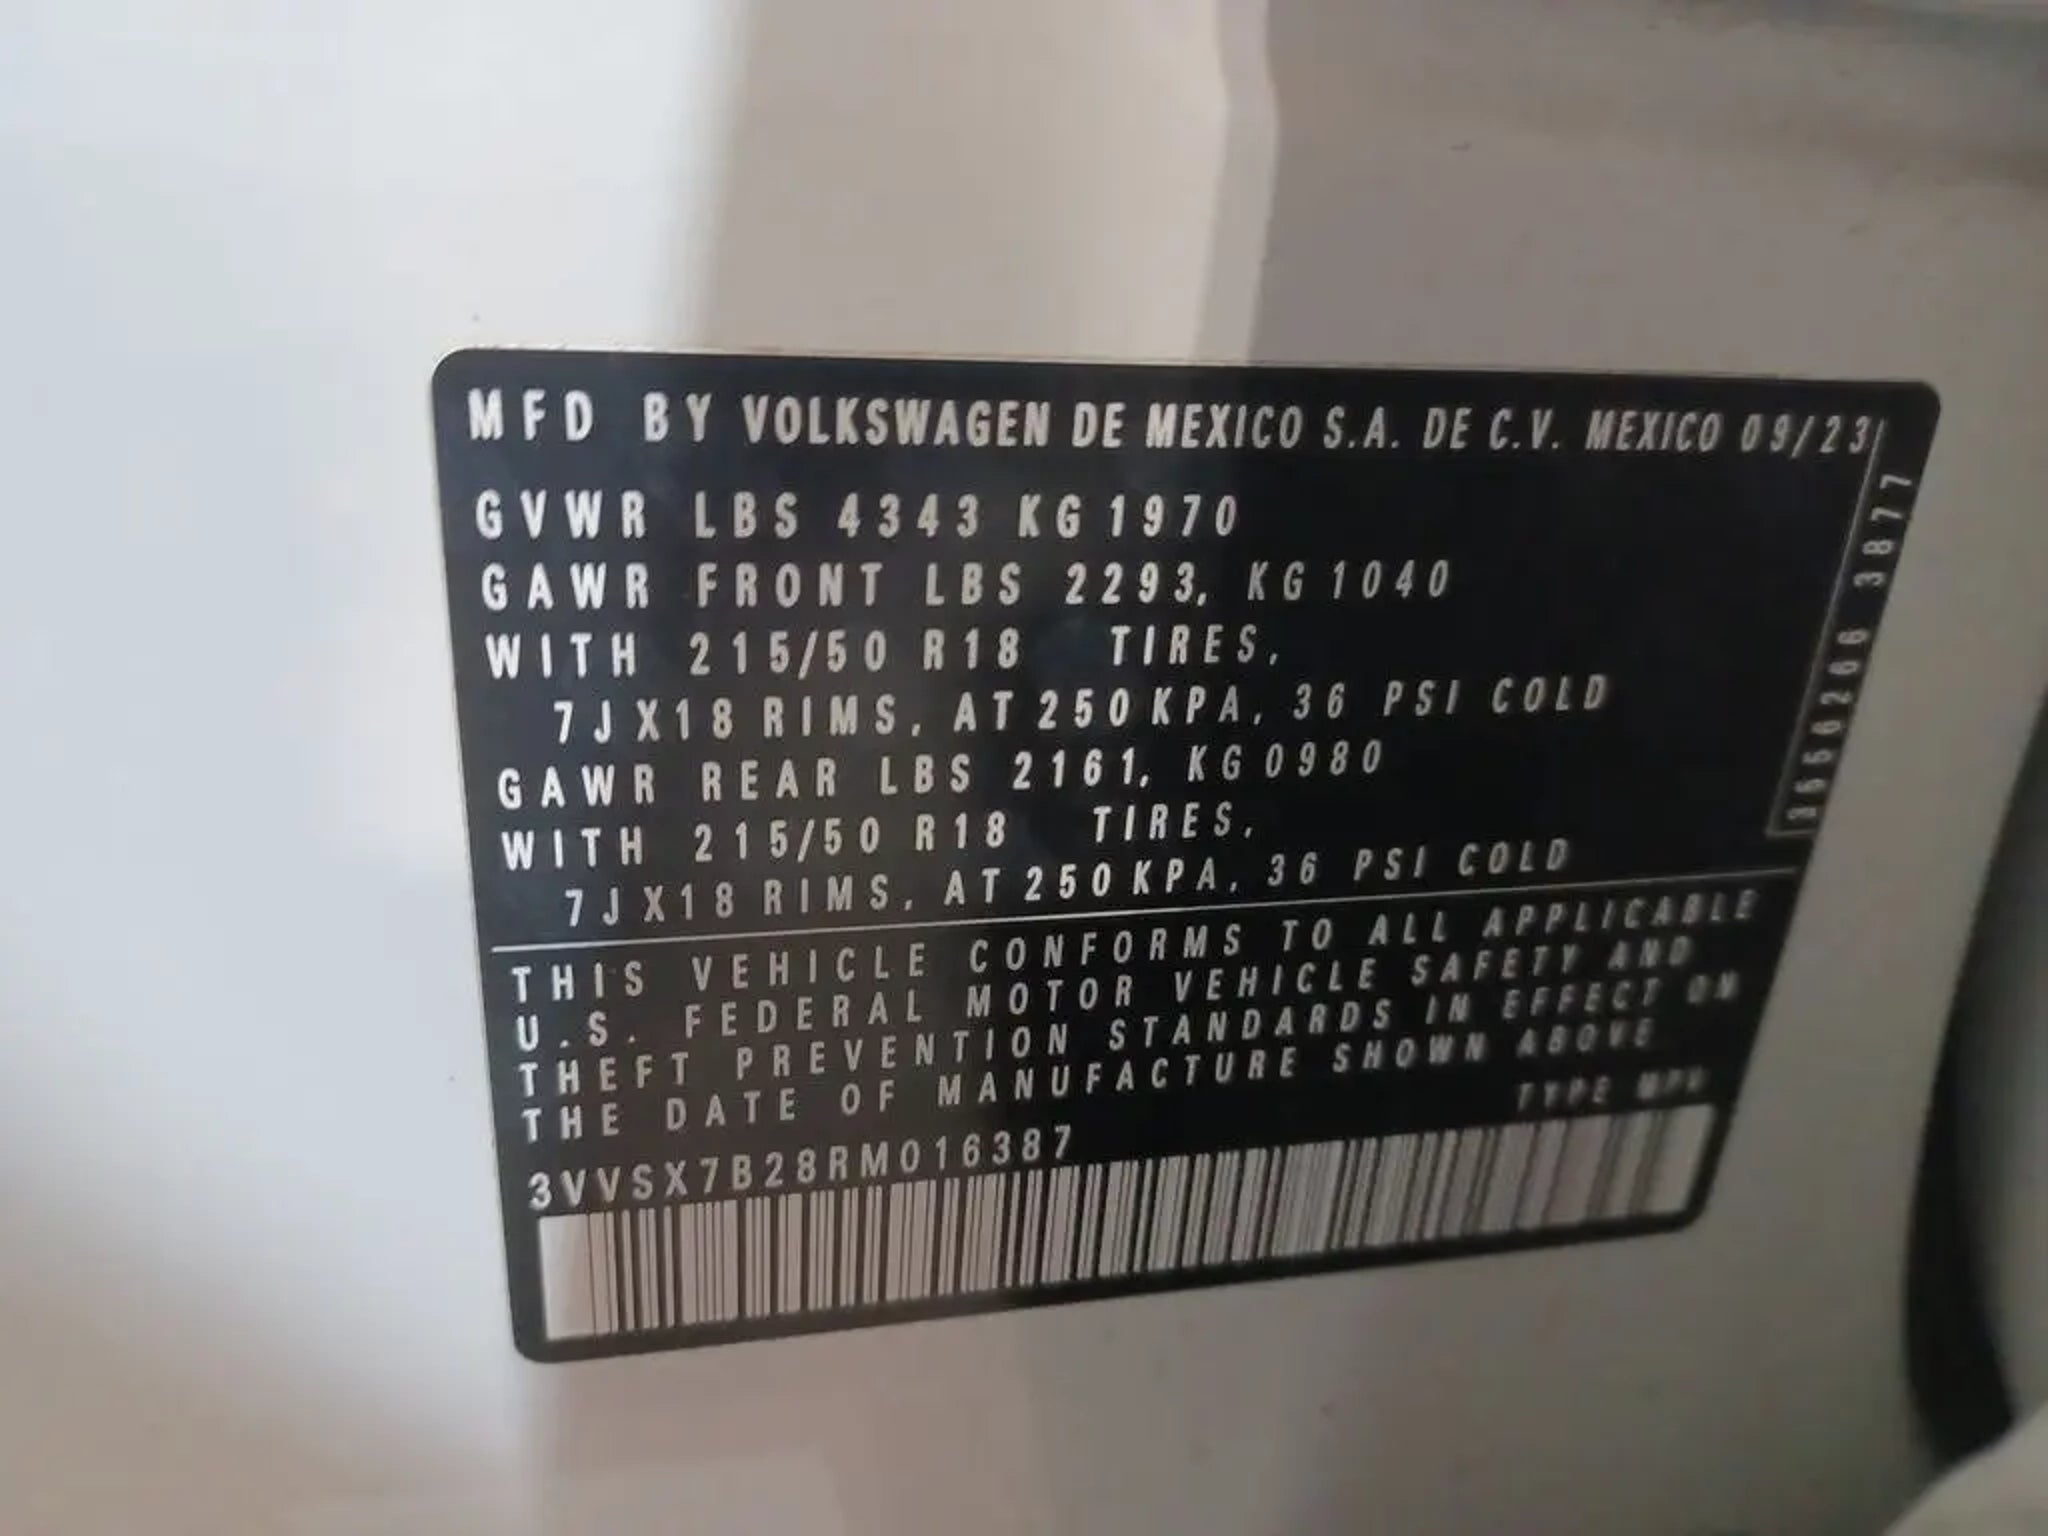 MFD BY VOLKSWAGEN DE MEXICO S.A. DE C.V. MEXICO 09/23
GVWR LBS 4343 KG 1970
GAWR FRONT LBS 2293, KG 1040
WITH 215/50 R18 TIRES,
7J X18 RIMS, AT 250 KPA, 36 PSI COLD
GAWR REAR LBS 2161, KG 0980
WITH 215/50 R18 TIRES,
7J X18 RIMS, AT 250 KPA, 36 PSI COLD
THIS VEHICLE CONFORMS TO ALL APPLICABLE
U.S. FEDERAL MOTOR VEHICLE SAFETY AND
THEFT PREVENTION STANDARDS IN EFFECT ON
THE DATE OF MANUFACTURE SHOWN ABOVE
TYPE MPV
3VVSX7B28RM016387
3877